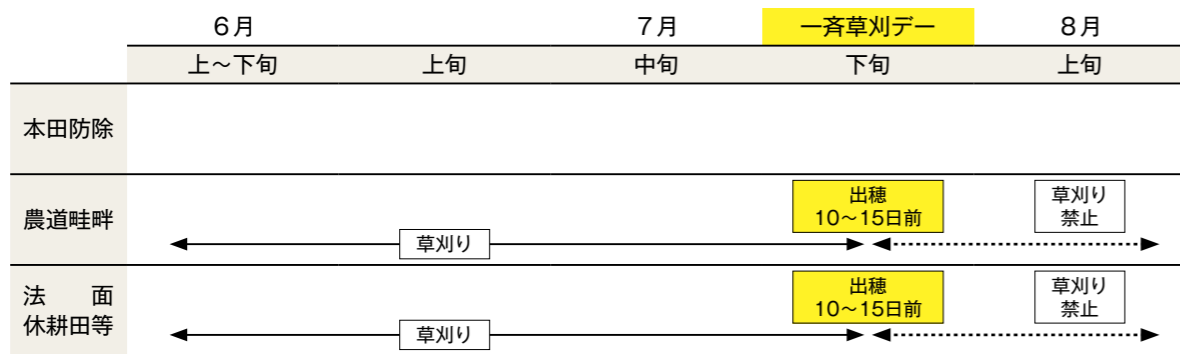 6月 7月 一斉草刈デー 8月
上～下旬 上旬 中旬 下旬 上旬
本田防除
農道畦畔
出穂
10～15日前
草刈り
禁止
草刈り
法　面
休耕田等
出穂
10～15日前
草刈り
禁止
草刈り